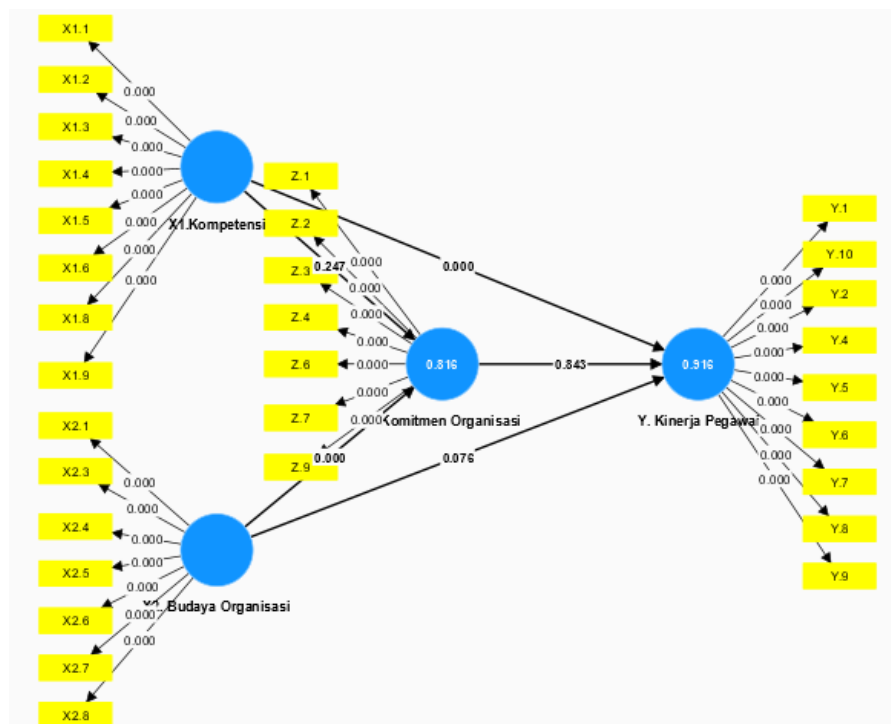 X1.1
X1.2
X1.3
X1.4
X1.5
X1.6
X1.8
X1.9
0.000
0.000
0.000
0.000
0.000
0.000
0.000
0.000
X1.Kompetensi
X2.1
X2.3
X2.4
X2.5
X2.6
X2.7
X2.8
0.000
0.000
0.000
0.000
0.000
0.000
0.000
Budaya Organisasi
Z.1
Z.2
Z.3
Z.4
Z.6
Z.7
Z.9
0.000
0.000
0.000
0.000
0.000
0.000
0.000
0.247
0.000
0.816
Komitmen Organisasi
0.000
0.843
0.076
0.916
Y. Kinerja Pegawai
0.000
0.000
0.000
0.000
0.000
0.000
0.000
0.000
0.000
Y.1
Y.10
Y.2
Y.4
Y.5
Y.6
Y.7
Y.8
Y.9